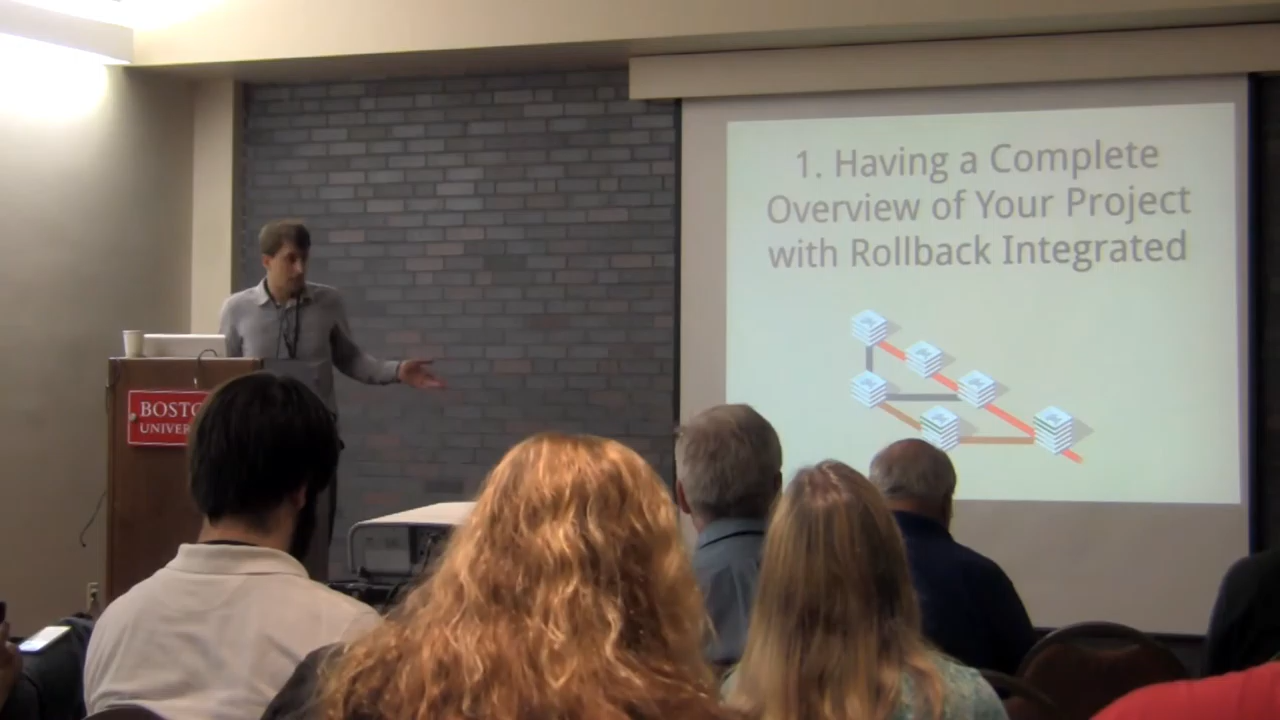 1. Having a Complete
Overview of Your Project
with Rollback Integrated
BOSTO
UNIVER